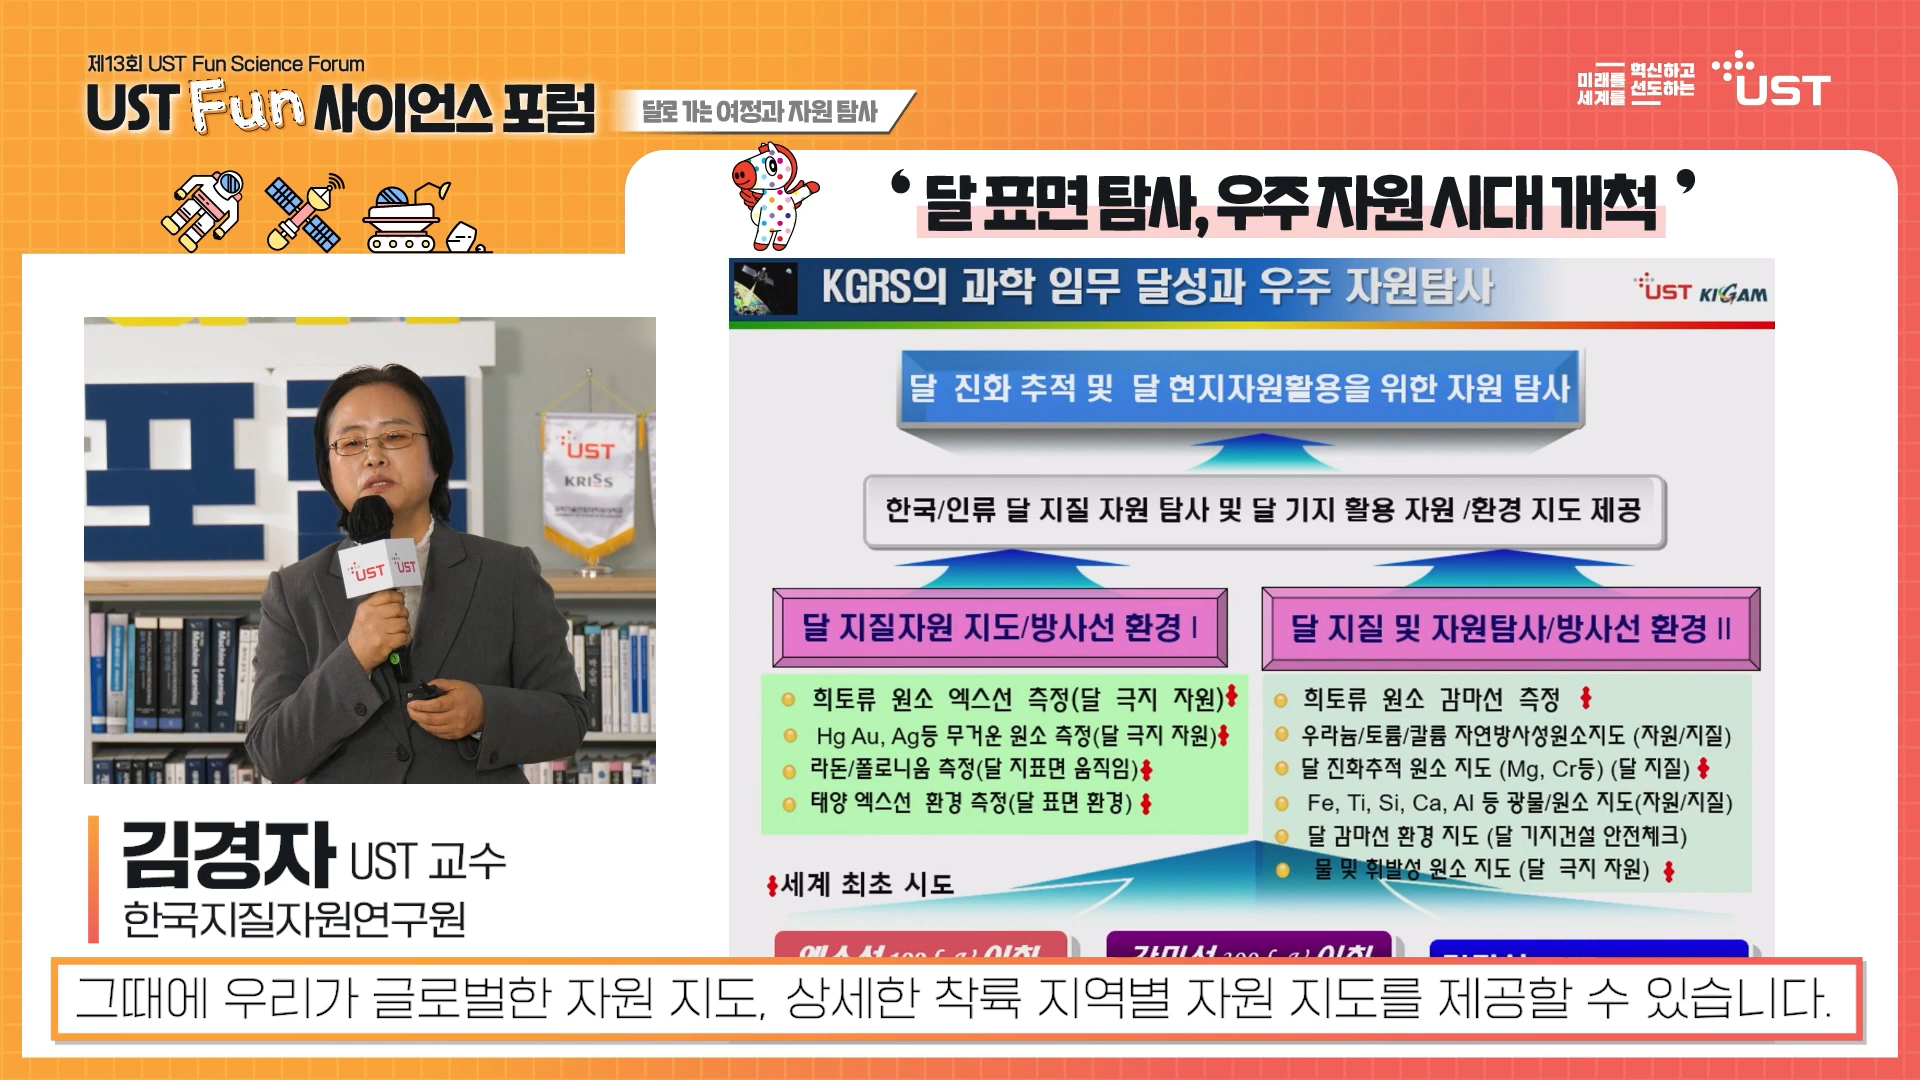 제13회 UST Fun Science Forum
UST Fun 사이언스 포럼
달로 가는 여정과 자원 탐사
미래를 혁신하고
세계를 선도하는
UST
‘ 달 표면 탐사, 우주 자원 시대 개척 ’
KGRS의 과학 임무 달성과 우주 자원탐사
UST KIGAM
달 진화 추적 및 달 현지자원활용을 위한 자원 탐사
한국/인류 달 지질 자원 탐사 및 달 기지 활용 자원 /환경 지도 제공
달 지질자원 지도/방사선 환경 I
희토류 원소 엑스선 측정(달 극지 자원)
Hg Au, Ag등 무거운 원소 측정(달 극지 자원)
라돈/폴로니움 측정(달 지표면 움직임)
태양 엑스선 환경 측정(달 표면 환경)
세계 최초 시도
달 지질 및 자원탐사/방사선 환경 II
희토류 원소 감마선 측정
우라늄/토륨/칼륨 자연방사성원소지도 (자원/지질)
달 진화추적 원소 지도 (Mg, Cr등) (달 지질)
Fe, Ti, Si, Ca, Al 등 광물/원소 지도(자원/지질)
달 감마선 환경 지도 (달 기지건설 안전체크)
물 및 휘발성 원소 지도 (달 극지 자원)
포럼
UST
KRISS
UST UST
Machine Learning
Machine Learning
김경자 UST 교수
한국지질자원연구원
그때에 우리가 글로벌한 자원 지도, 상세한 착륙 지역별 자원 지도를 제공할 수 있습니다.